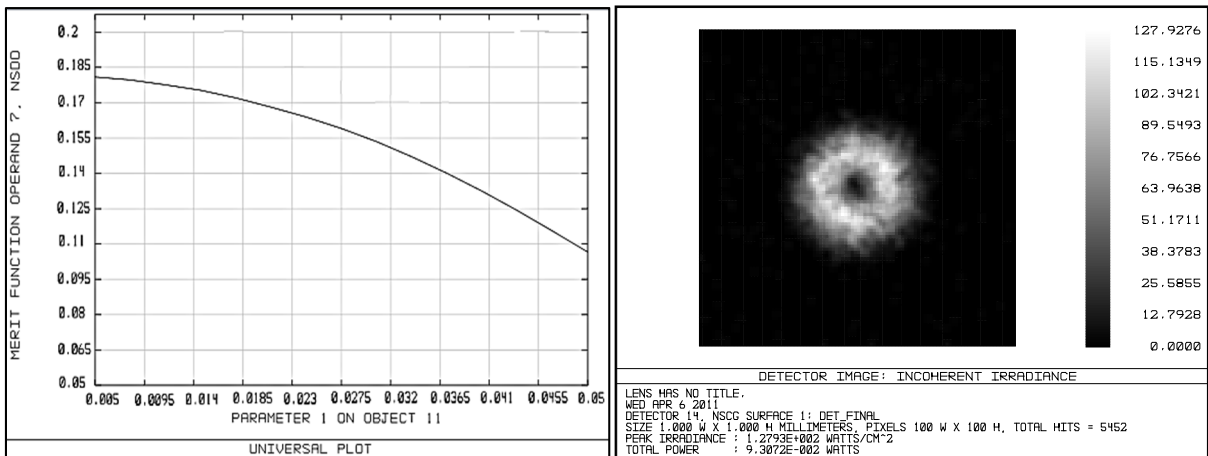 MERIT FUNCTION OPERAND 7, NSDD
0.2
0.185
0.17
0.155
0.14
0.125
0.11
0.095
0.08
0.065
0.05
0.005 0.0095 0.014 0.0185 0.023 0.0275 0.032 0.0365 0.041 0.0455 0.05
PARAMETER 1 ON OBJECT 11
UNIVERSAL PLOT
127.9276
115.1349
102.3421
89.5493
76.7566
63.9638
51.1711
38.3783
25.5855
12.7928
0.0000
DETECTOR IMAGE: INCOHERENT IRRADIANCE
LENS HAS NO TITLE.
WED APR 6 2011
DETECTOR 14, NSCG SURFACE 1: DET_FINAL
SIZE 1.000 W X 1.000 H MILLIMETERS, PIXELS 100 W X 100 H, TOTAL HITS = 5452
PEAK IRRADIANCE : 1.2793E+002 WATTS/CM^2
TOTAL POWER : 9.3072E-002 WATTS